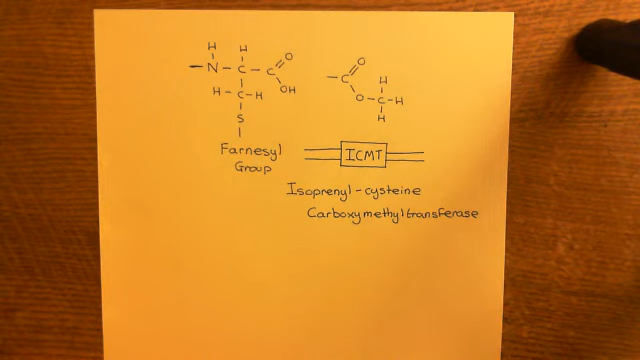 H H
— N — C — C = O
OH
H — C — H
S
Farnesyl
Group
— C = O
O — C — H
H
H
ICMT
Isoprenyl-cysteine
Carboxymethyltransferase